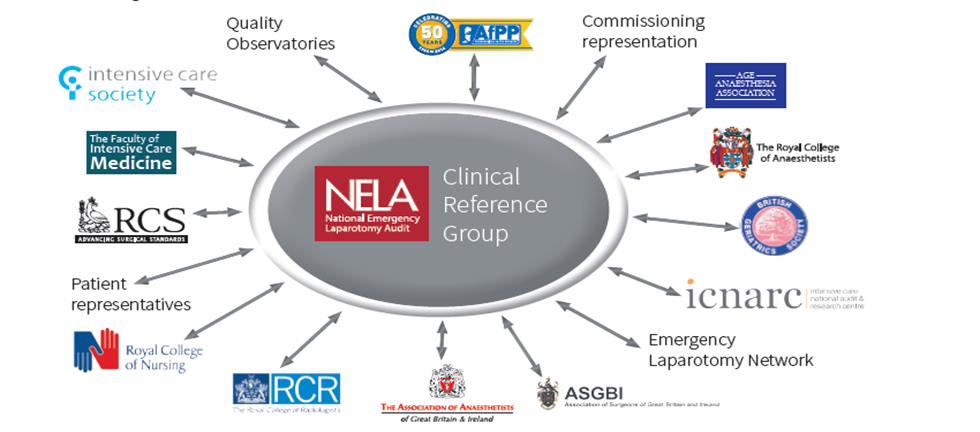 Quality
Observatories
CELEBRATING
50
YEARS
AfPP
Commissioning
representation
intensive care
society
AGE
ANAESTHESIA
ASSOCIATION
The Faculty of
Intensive Care
Medicine
The Royal College
of Anaesthetists
NELA
National Emergency
Laparotomy Audit
Clinical
Reference
Group
RCS
ADVANCING SURGICAL STANDARDS
BRITISH
GERIATRICS SOCIETY
Patient
representatives
icnarc
intensive care
national audit &
research centre
Royal College
of Nursing
Emergency
Laparotomy Network
RCR
The Royal College of Radiologists
THE ASSOCIATION OF ANAESTHETISTS
of Great Britain & Ireland
ASGBI
Association of Surgeons of Great Britain and Ireland